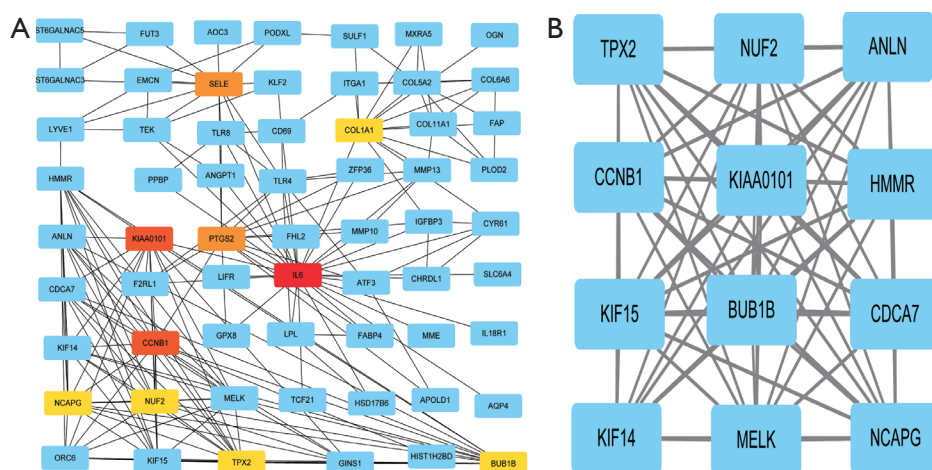 A
ST6GALNAC5 FUT3 AOC3 PODXL SULF1 MXRA5 OGN
ST6GALNAC3 EMCN SELE KLF2 ITGA1 COL5A2 COL6A6
LYVE1 TEK TLR8 CD69 COL1A1 COL11A1 FAP
HMMR PPBP ANGPT1 TLR4 ZFP36 MMP13 PLOD2
ANLN KIAA0101 PTGS2 FHL2 MMP10 IGFBP3 CYR61
CDCA7 F2RL1 LIFR IL6 ATF3 CHRDL1 SLC6A4
KIF14 CCNB1 GPX8 LPL FABP4 MME IL18R1
NCAPG NUF2 MELK TCF21 HSD17B6 APOLD1 AQP4
ORC6 KIF15 TPX2 GINS1 HIST1H2BD BUB1B
B
TPX2 NUF2 ANLN
CCNB1 KIAA0101 HMMR
KIF15 BUB1B CDCA7
KIF14 MELK NCAPG